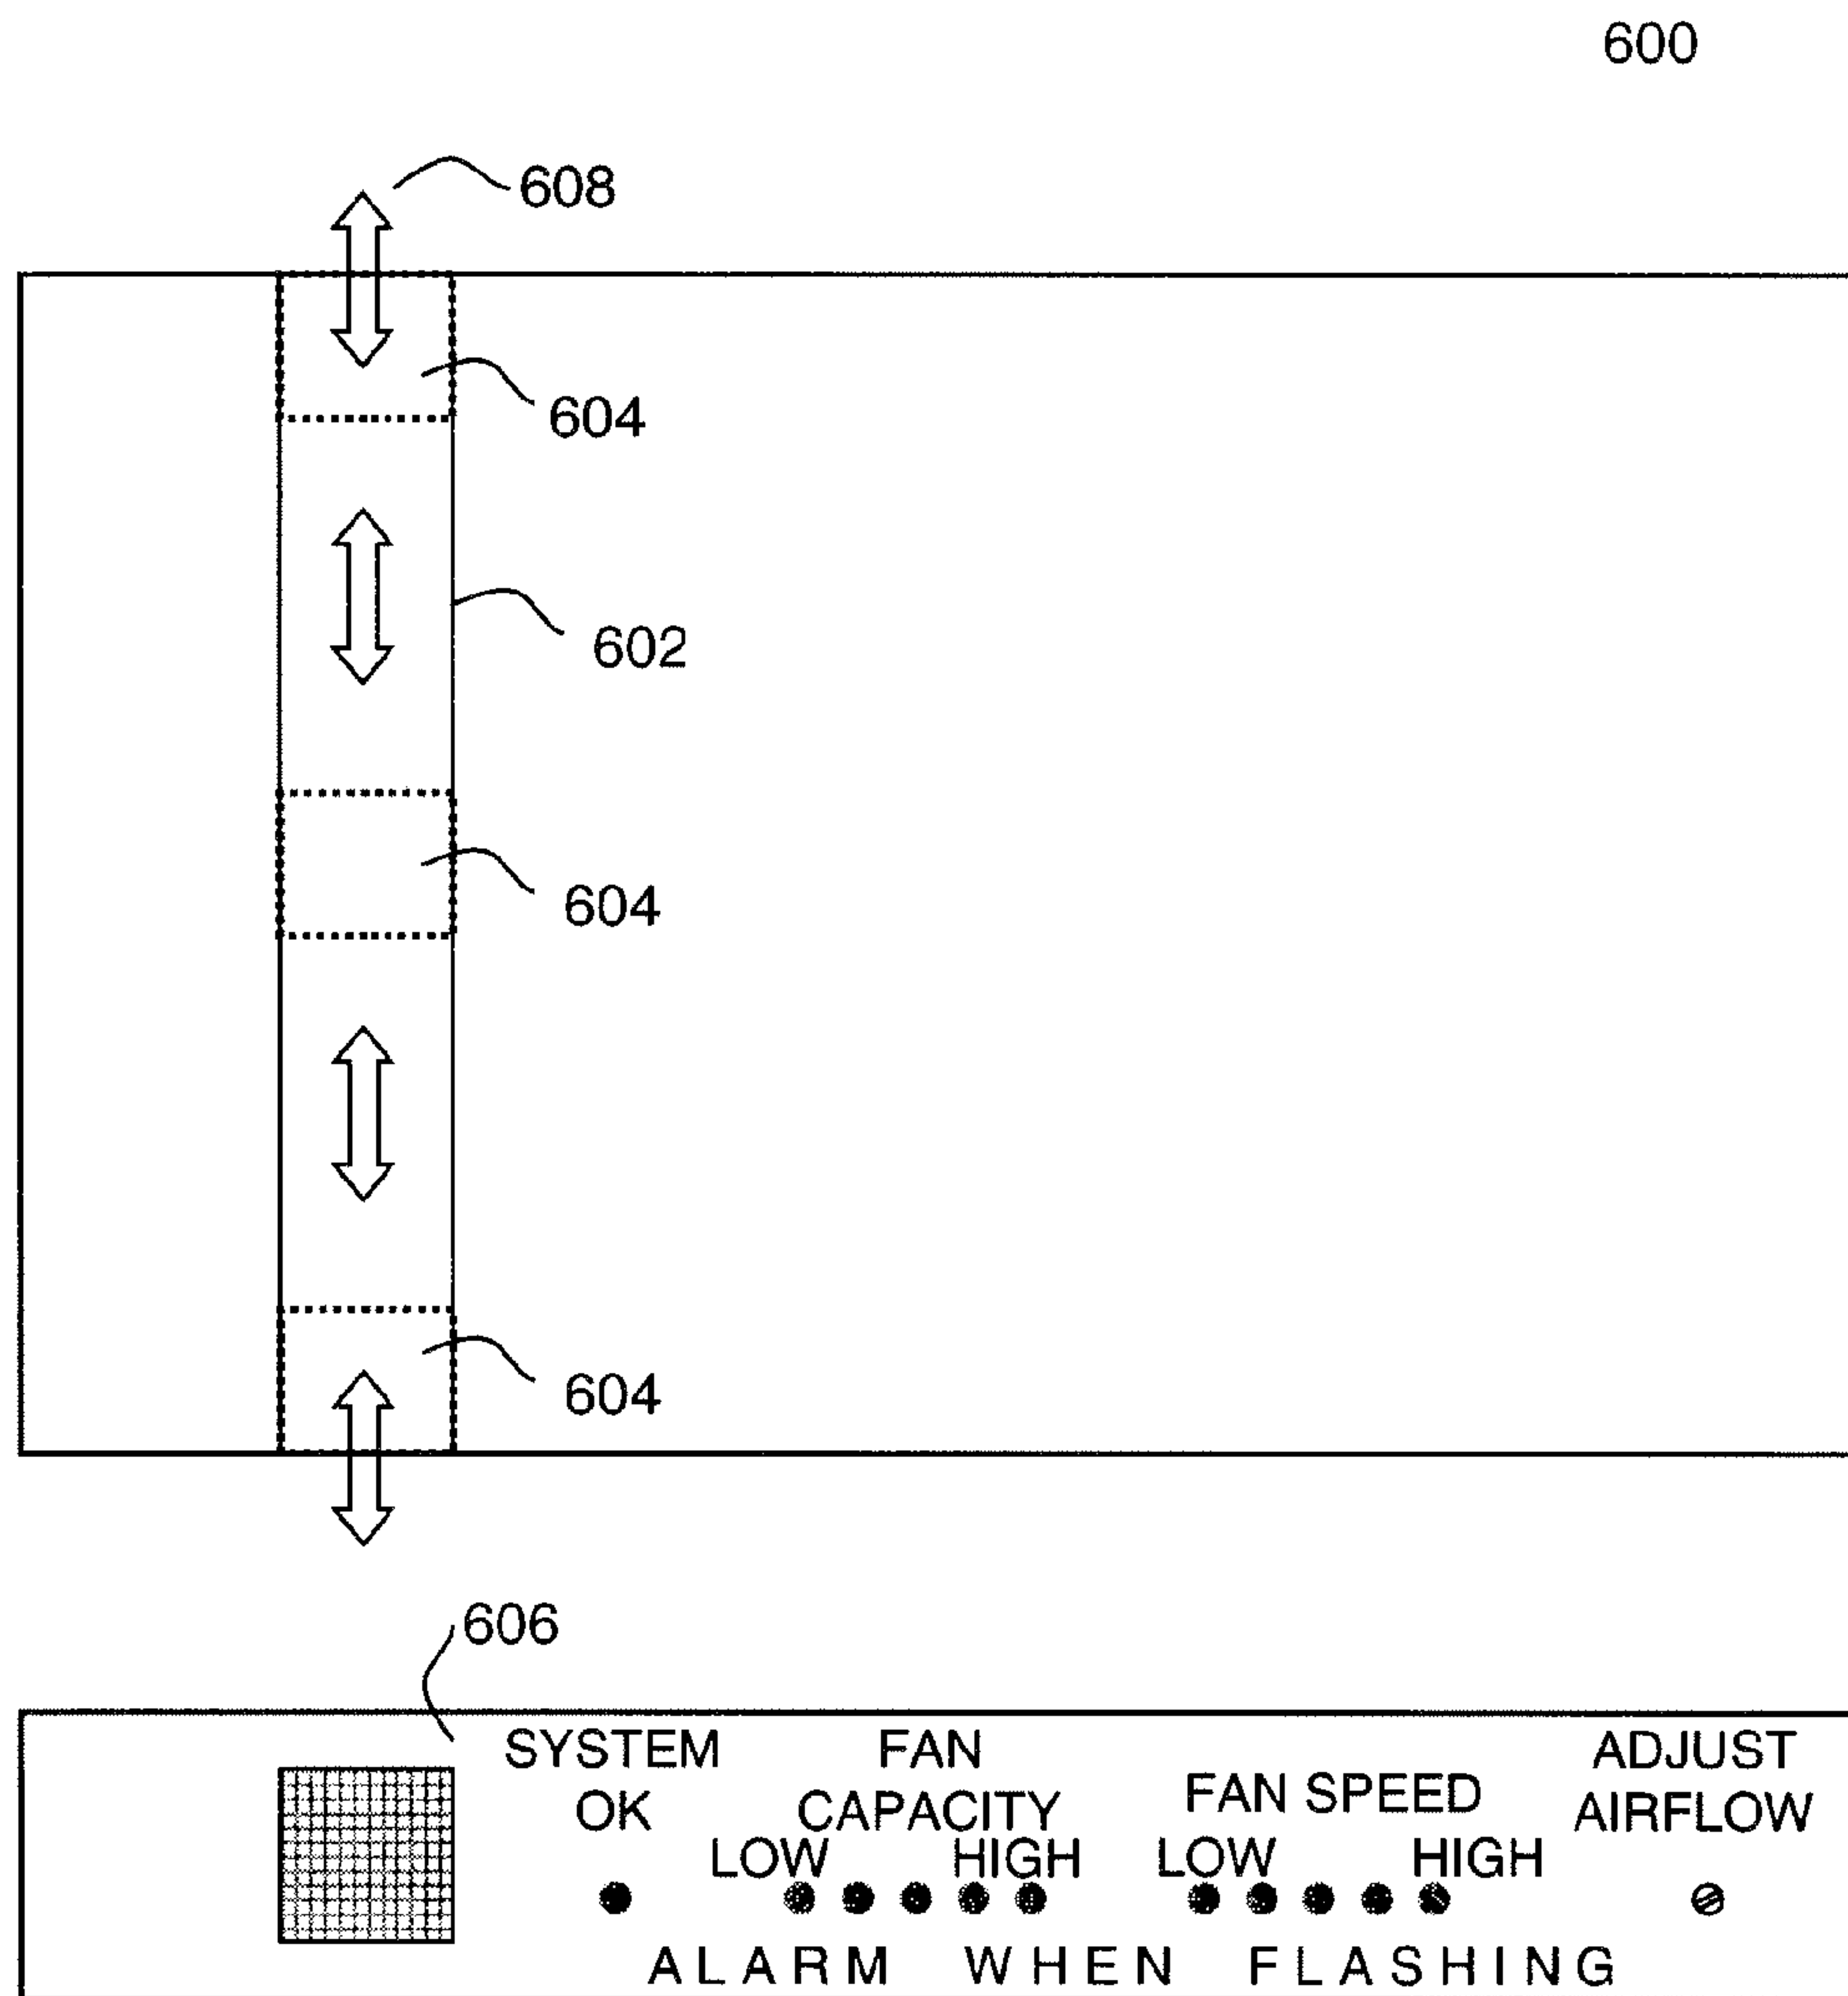 600
608
604
602
604
604
606
SYSTEM OK
FAN CAPACITY
LOW HIGH
FAN SPEED
LOW HIGH
ADJUST AIRFLOW
ALARM WHEN FLASHING